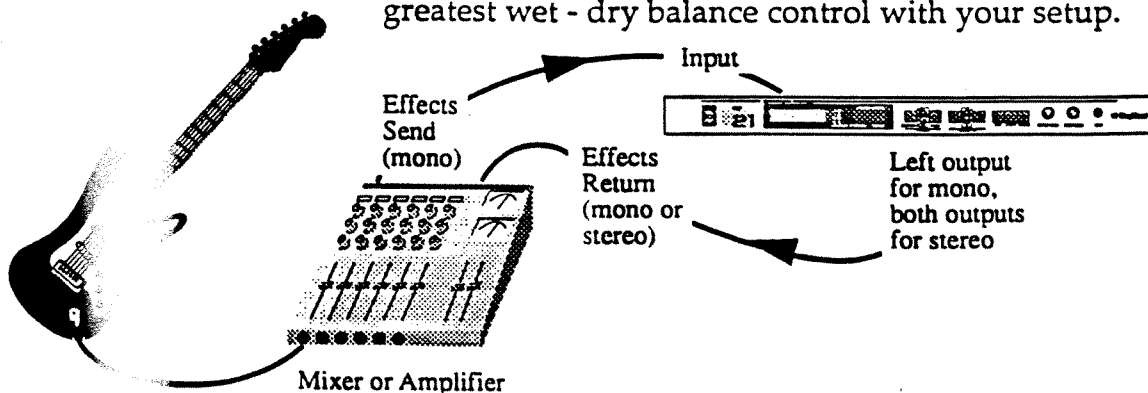 greatest wet - dry balance control with your setup.
Input
Effects
Send
(mono)
Effects
Return
(mono or
stereo)
21
Left output
for mono,
both outputs
for stereo
Mixer or Amplifier